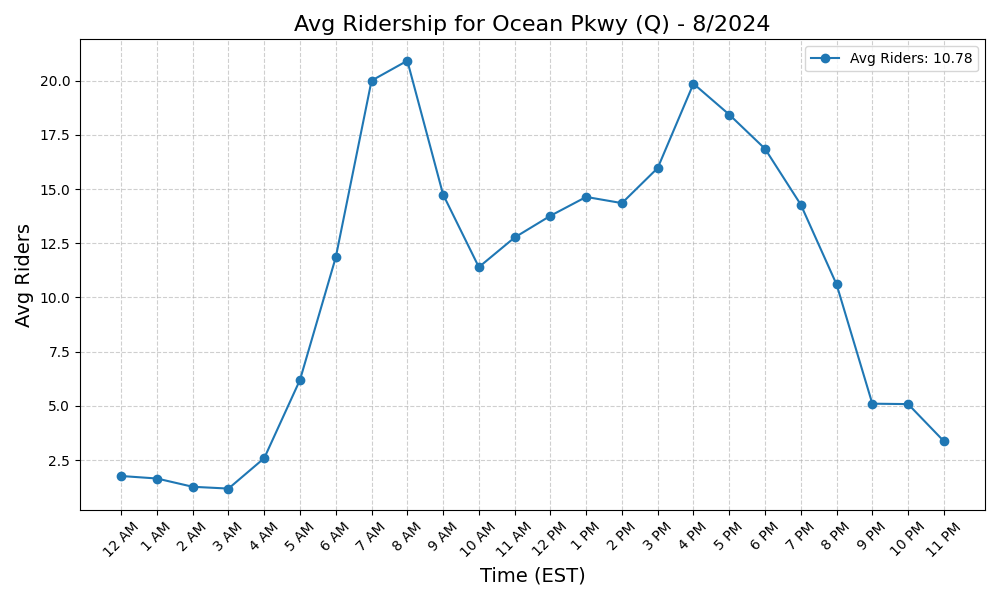 Avg Ridership for Ocean Pkwy (Q) - 8/2024
Avg Riders: 10.78
Avg Riders
20.0
17.5
15.0
12.5
10.0
7.5
5.0
2.5
12 AM
1 AM
2 AM
3 AM
4 AM
5 AM
6 AM
7 AM
8 AM
9 AM
10 AM
11 AM
12 PM
1 PM
2 PM
3 PM
4 PM
5 PM
6 PM
7 PM
8 PM
9 PM
10 PM
11 PM
Time (EST)